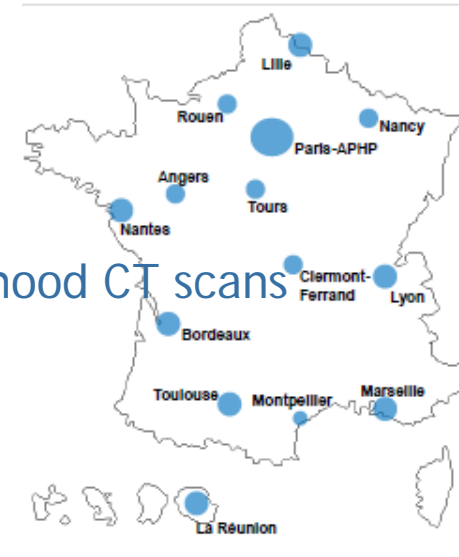 Lille
Rouen
Nancy
Paris-APHP
Angers
Tours
Nantes
hood CT scans
Clermont-
Ferrand
Lyon
Bordeaux
Toulouse
Montpellier
Marseille
La Réunion